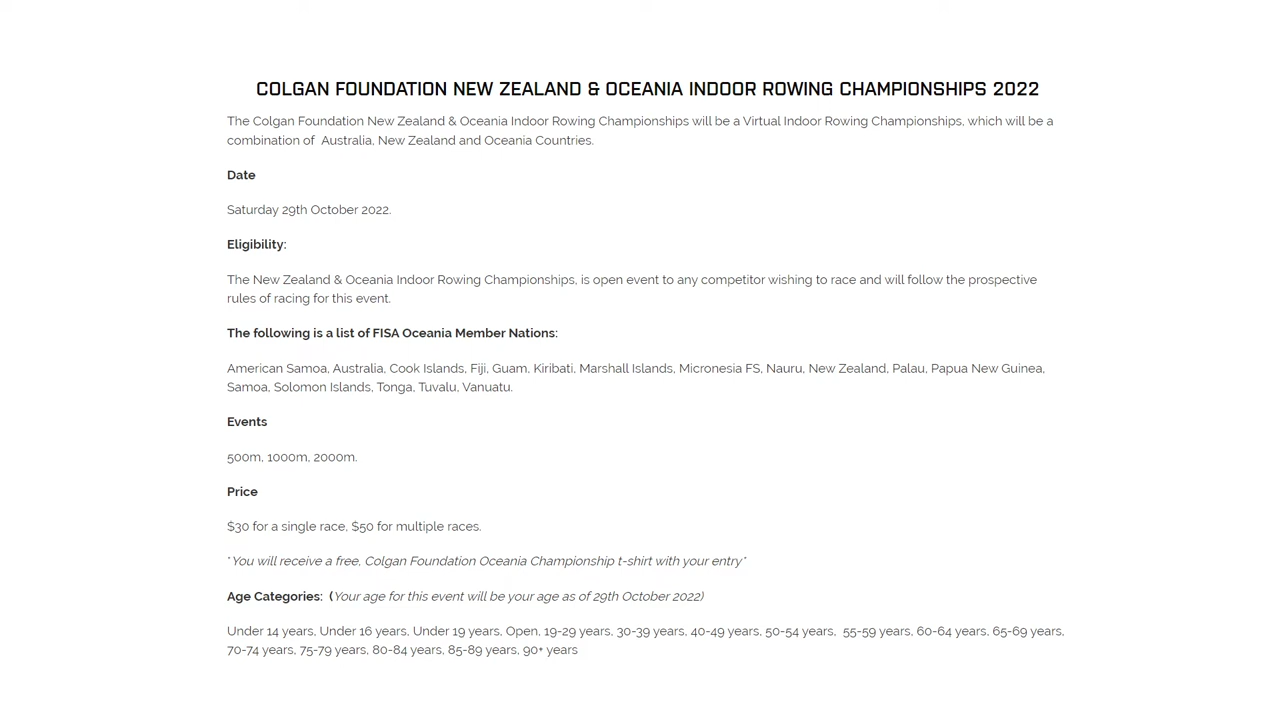 COLGAN FOUNDATION NEW ZEALAND & OCEANIA INDOOR ROWING CHAMPIONSHIPS 2022
The Colgan Foundation New Zealand & Oceania Indoor Rowing Championships will be a Virtual Indoor Rowing Championships, which will be a
combination of  Australia, New Zealand and Oceania Countries.
Date
Saturday 29th October 2022.
Eligibility:
The New Zealand & Oceania Indoor Rowing Championships, is open event to any competitor wishing to race and will follow the prospective
rules of racing for this event.
The following is a list of FISA Oceania Member Nations:
American Samoa, Australia, Cook Islands, Fiji, Guam, Kiribati, Marshall Islands, Micronesia FS, Nauru, New Zealand, Palau, Papua New Guinea,
Samoa, Solomon Islands, Tonga, Tuvalu, Vanuatu.
Events
500m, 1000m, 2000m.
Price
$30 for a single race, $50 for multiple races.
*You will receive a free, Colgan Foundation Oceania Championship t-shirt with your entry*
Age Categories:  (Your age for this event will be your age as of 29th October 2022)
Under 14 years, Under 16 years, Under 19 years, Open, 19-29 years, 30-39 years, 40-49 years, 50-54 years,  55-59 years, 60-64 years, 65-69 years,
70-74 years, 75-79 years, 80-84 years, 85-89 years, 90+ years